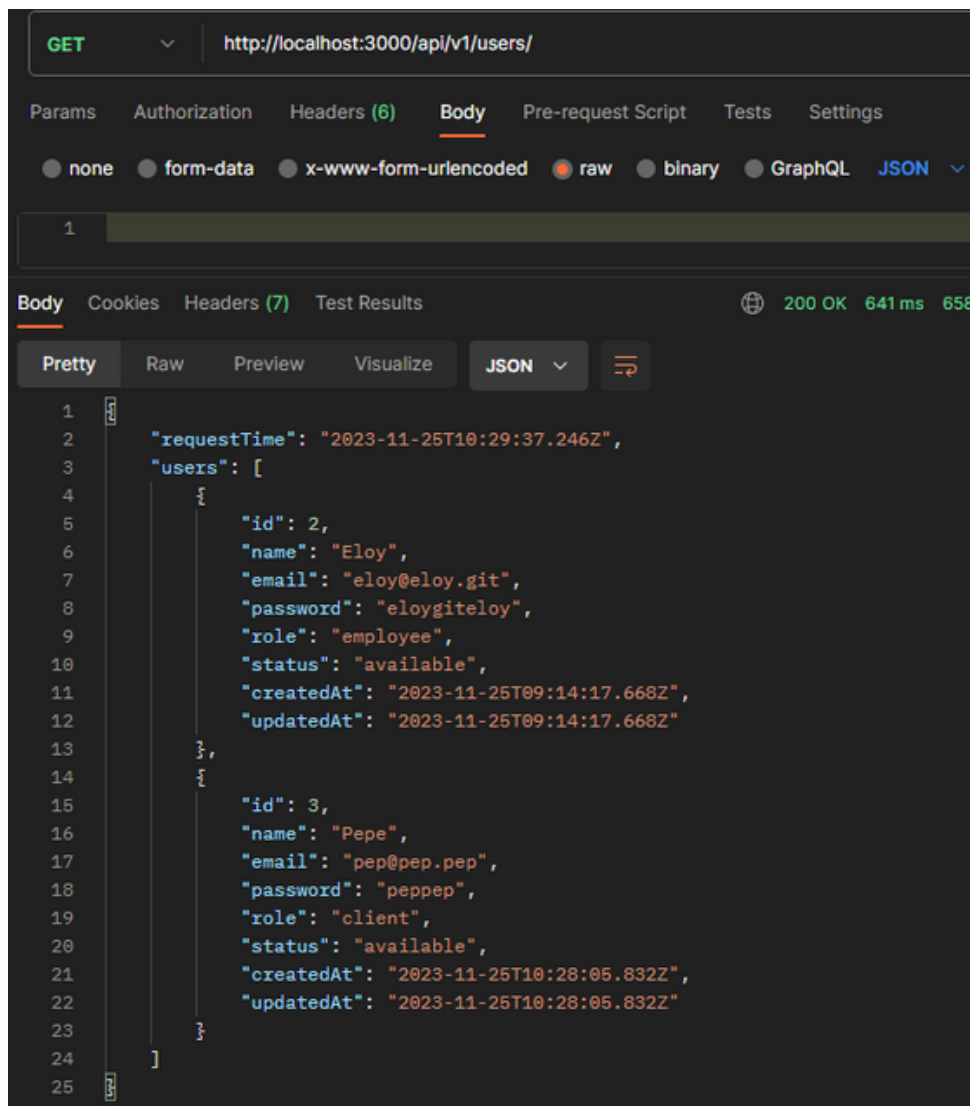 GET http://localhost:3000/api/v1/users/
Params Authorization Headers (6) Body Pre-request Script Tests Settings
none form-data x-www-form-urlencoded raw binary GraphQL JSON
1
Body Cookies Headers (7) Test Results 200 OK 641 ms 658
Pretty Raw Preview Visualize JSON
1 {
2 "requestTime": "2023-11-25T10:29:37.246Z",
3 "users": [
4 {
5 "id": 2,
6 "name": "Eloy",
7 "email": "eloy@eloy.git",
8 "password": "eloygiteloy",
9 "role": "employee",
10 "status": "available",
11 "createdAt": "2023-11-25T09:14:17.668Z",
12 "updatedAt": "2023-11-25T09:14:17.668Z"
13 },
14 {
15 "id": 3,
16 "name": "Pepe",
17 "email": "pep@pep.pep",
18 "password": "peppep",
19 "role": "client",
20 "status": "available",
21 "createdAt": "2023-11-25T10:28:05.832Z",
22 "updatedAt": "2023-11-25T10:28:05.832Z"
23 }
24 ]
25 }